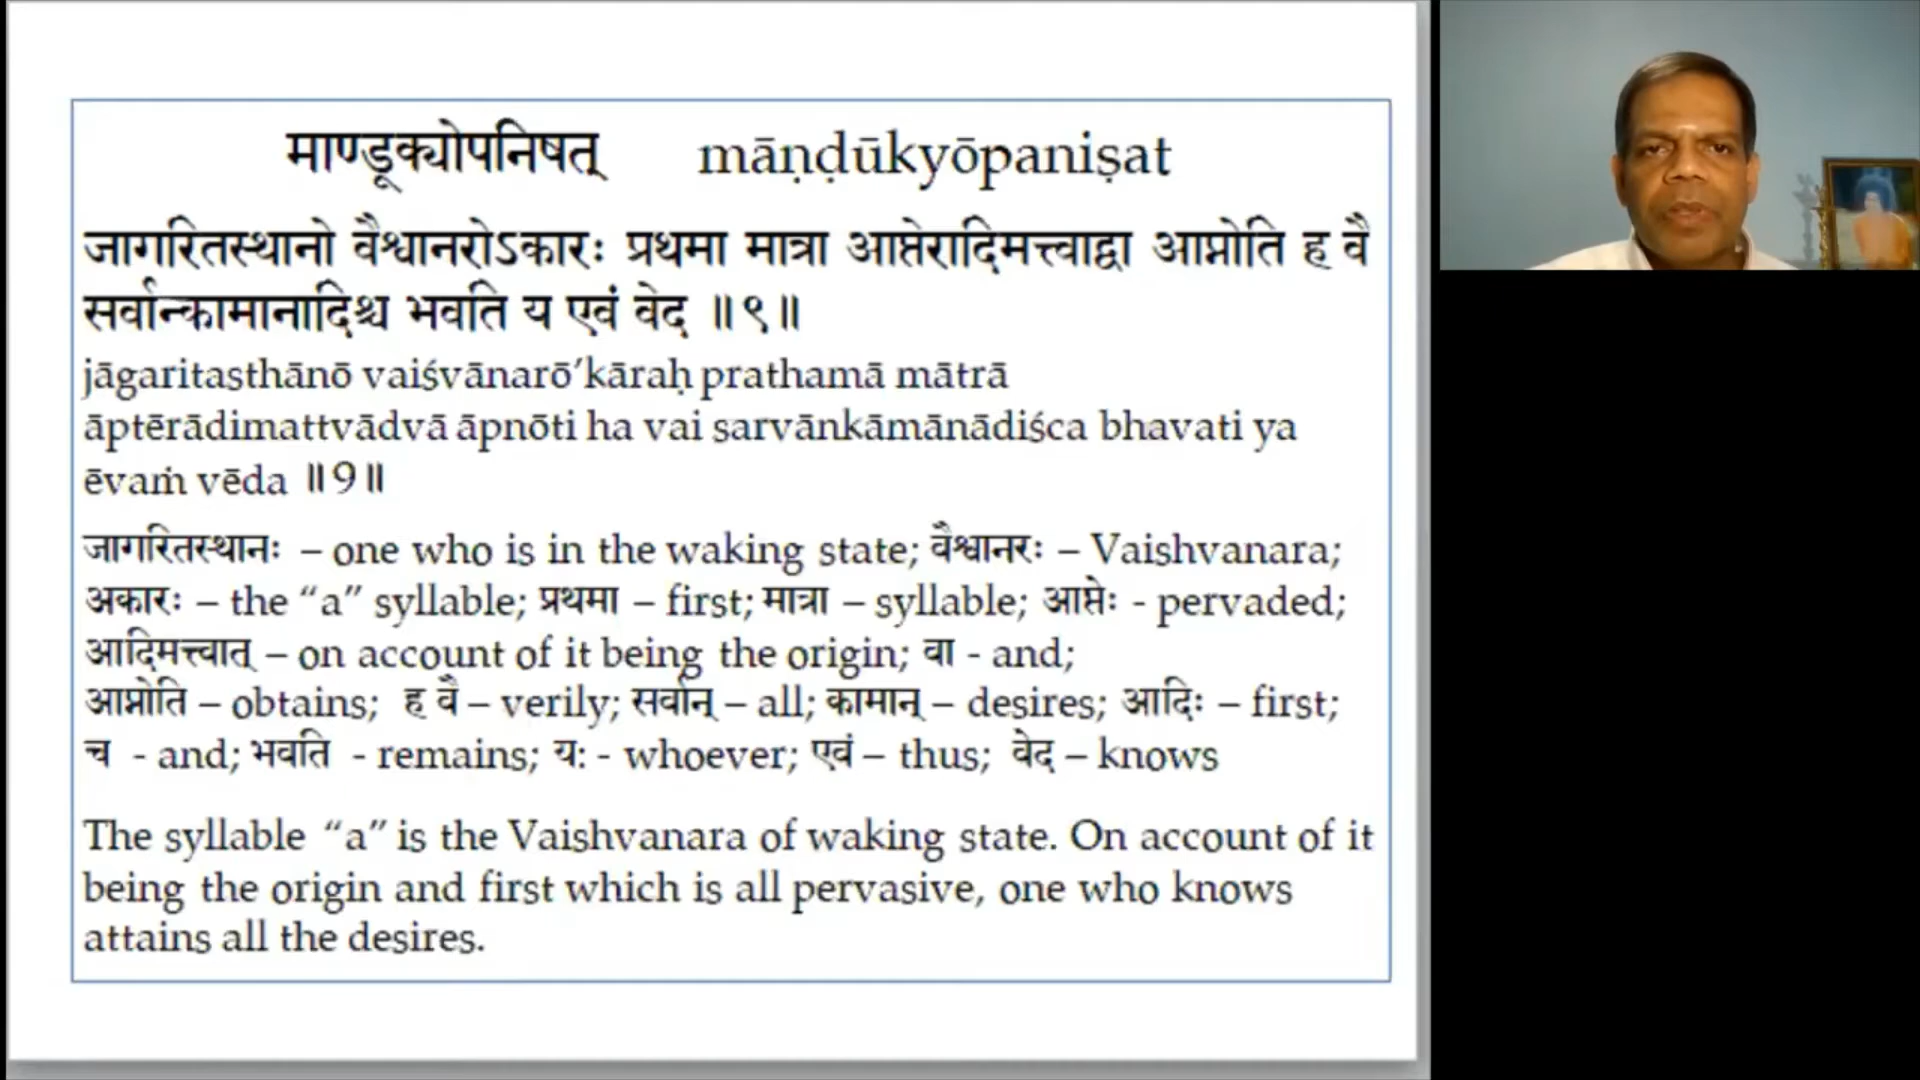 माण्डूक्योपनिषत् māṇḍūkyōpaniṣat
जागरितस्थानो वैश्वानरोऽकारः प्रथमा मात्रा आप्तेरादिमत्त्वाद्वा आप्नोति ह वै
सर्वान्कामानादिश्च भवति य एवं वेद ॥९॥
jāgaritasthānō vaiśvānarō’kāraḥ prathamā mātrā
āptērādimattvādvā āpnōti ha vai sarvānkāmānādiśca bhavati ya
ēvaṁ vēda ॥9॥
जागरितस्थानः – one who is in the waking state; वैश्वानरः – Vaishvanara;
अकारः – the “a” syllable; प्रथमा – first; मात्रा – syllable; आप्तेः - pervaded;
आदिमत्त्वात् – on account of it being the origin; वा - and;
आप्नोति – obtains; ह वै – verily; सर्वान् – all; कामान् – desires; आदिः – first;
च - and; भवति - remains; य: - whoever; एवं – thus; वेद – knows
The syllable “a” is the Vaishvanara of waking state. On account of it
being the origin and first which is all pervasive, one who knows
attains all the desires.